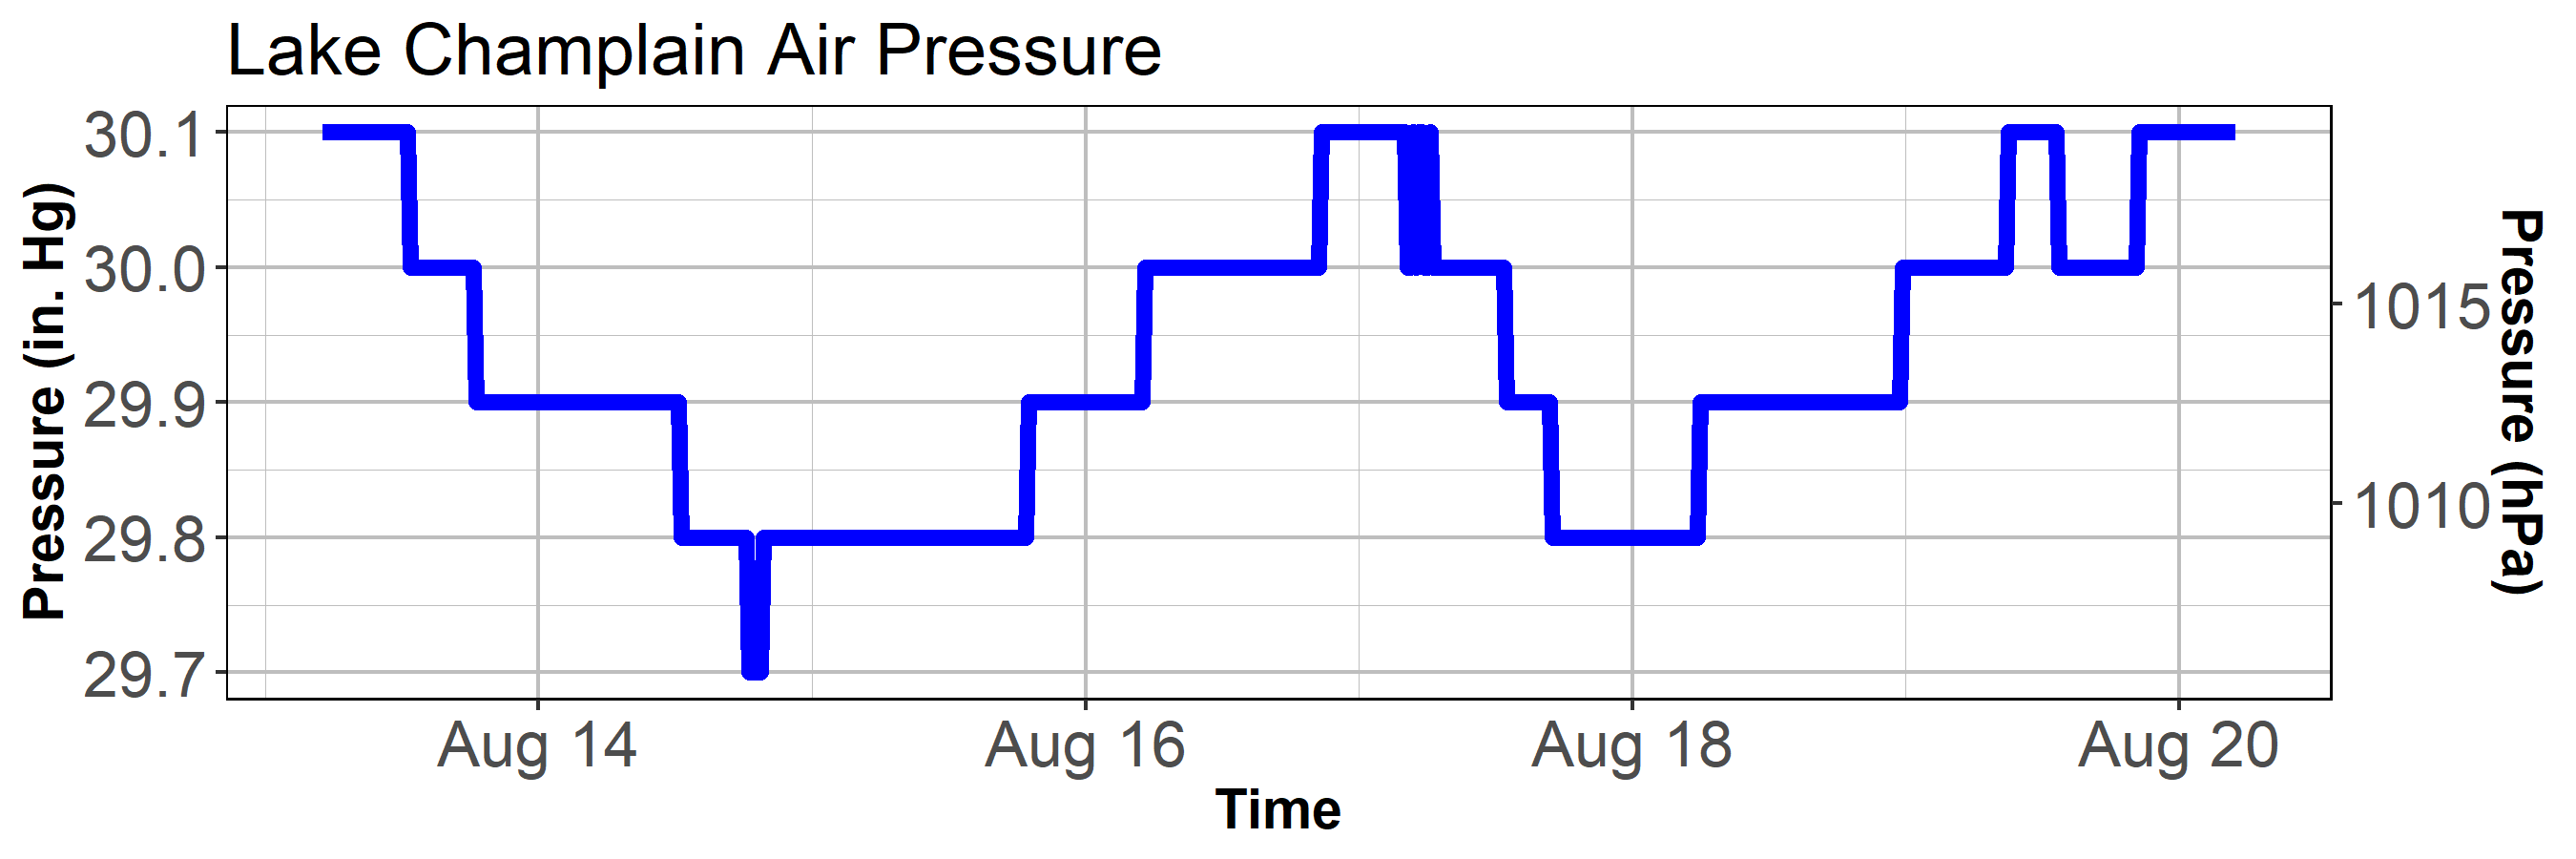 Lake Champlain Air Pressure
Pressure (in. Hg)
30.1
30.0
29.9
29.8
29.7
1015
1010
Pressure (hPa)
Aug 14 Aug 16 Aug 18 Aug 20
Time